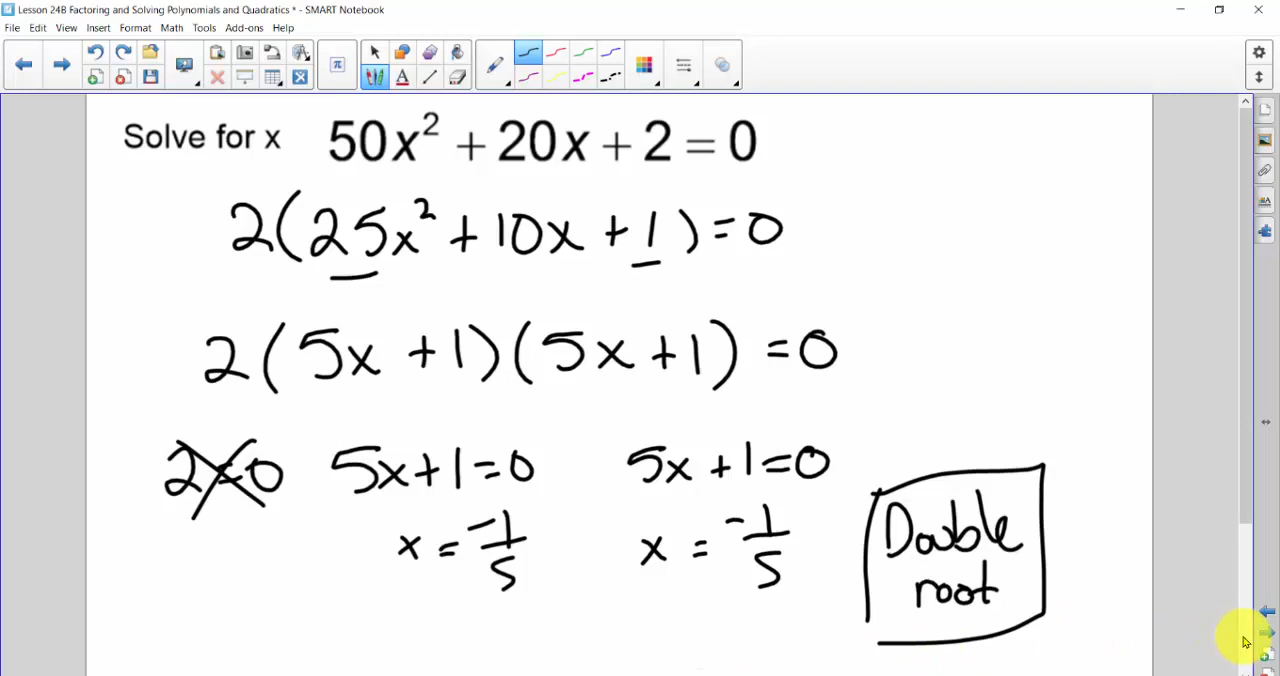 Lesson 24B Factoring and Solving Polynomials and Quadratics * - SMART Notebook
File Edit View Insert Format Math Tools Add-ons Help
Solve for x 50x² + 20x + 2 = 0
2(25x² + 10x + 1) = 0
2(5x + 1)(5x + 1) = 0
2=0 5x+1=0 5x+1=0
x = -1/5 x = -1/5
Double
root